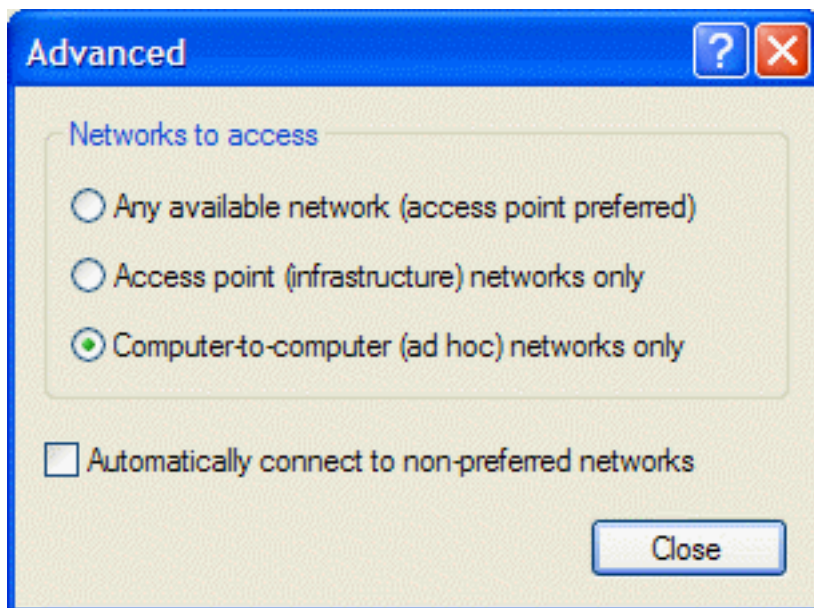 Advanced
?
Networks to access
Any available network (access point preferred)
Access point (infrastructure) networks only
Computer-to-computer (ad hoc) networks only
Automatically connect to non-preferred networks
Close